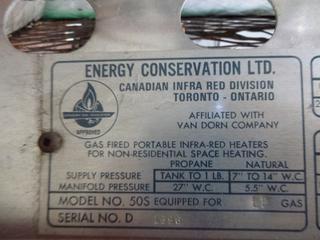 ENERGY CONSERVATION LTD.
CANADIAN INFRA RED DIVISION
TORONTO - ONTARIO
APPROVED
AFFILIATED WITH
VAN DORN COMPANY
GAS FIRED PORTABLE INFRA-RED HEATERS
FOR NON-RESIDENTIAL SPACE HEATING.
PROPANE NATURAL
SUPPLY PRESSURE TANK TO 1 LB. 7" TO 14" W.C.
MANIFOLD PRESSURE 27" W.C. 5.5" W.C.
MODEL NO. 50S EQUIPPED FOR GAS
SERIAL NO. D